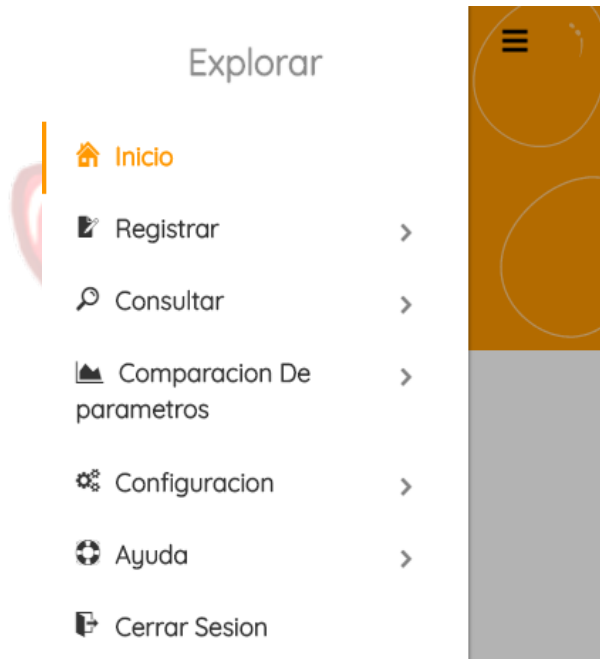 Explorar
Inicio
Registrar
Consultar
Comparacion De
parametros
Configuracion
Ayuda
Cerrar Sesion